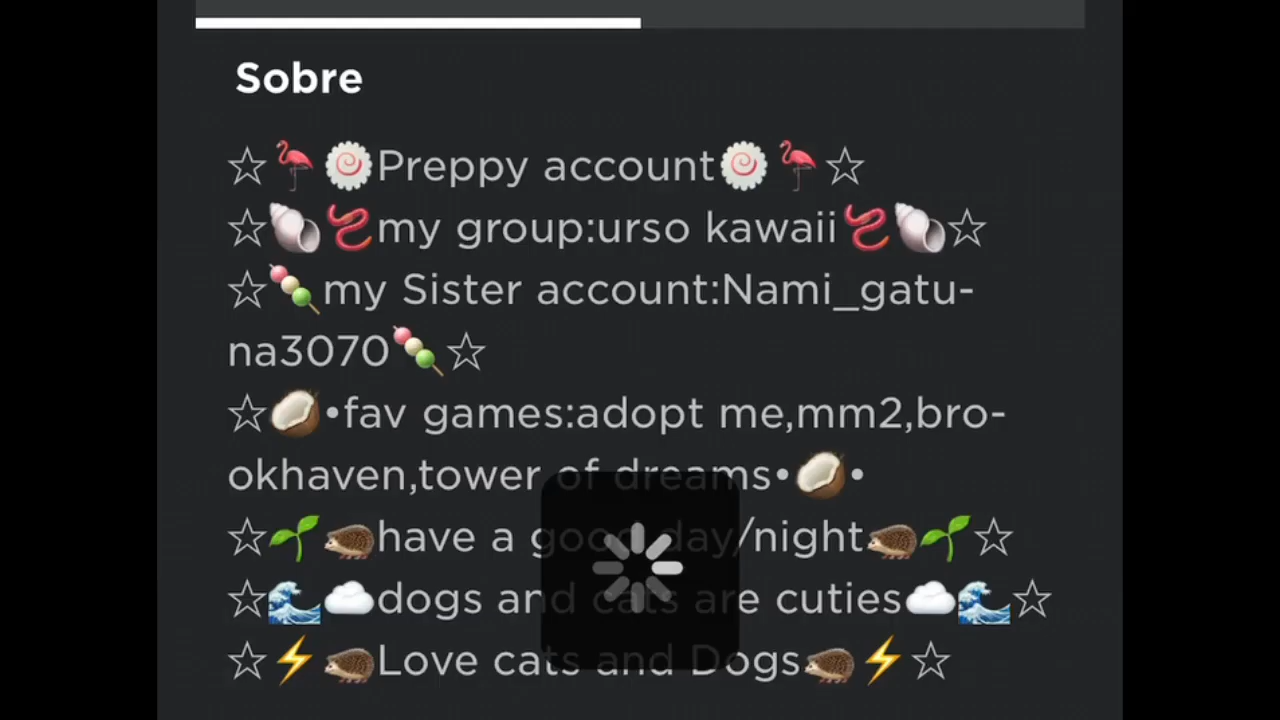 Sobre
☆🦩🍥Preppy account🍥🦩☆
☆🐚🪱my group:urso kawaii🪱🐚☆
☆🍡my Sister account:Nami_gatu-
na3070🍡☆
☆🥥•fav games:adopt me,mm2,bro-
okhaven,tower of dreams•🥥•
☆🌱🦔have a good day/night🦔🌱☆
☆🌊☁️dogs and cats are cuties☁️🌊☆
☆⚡🦔Love cats and Dogs🦔⚡☆